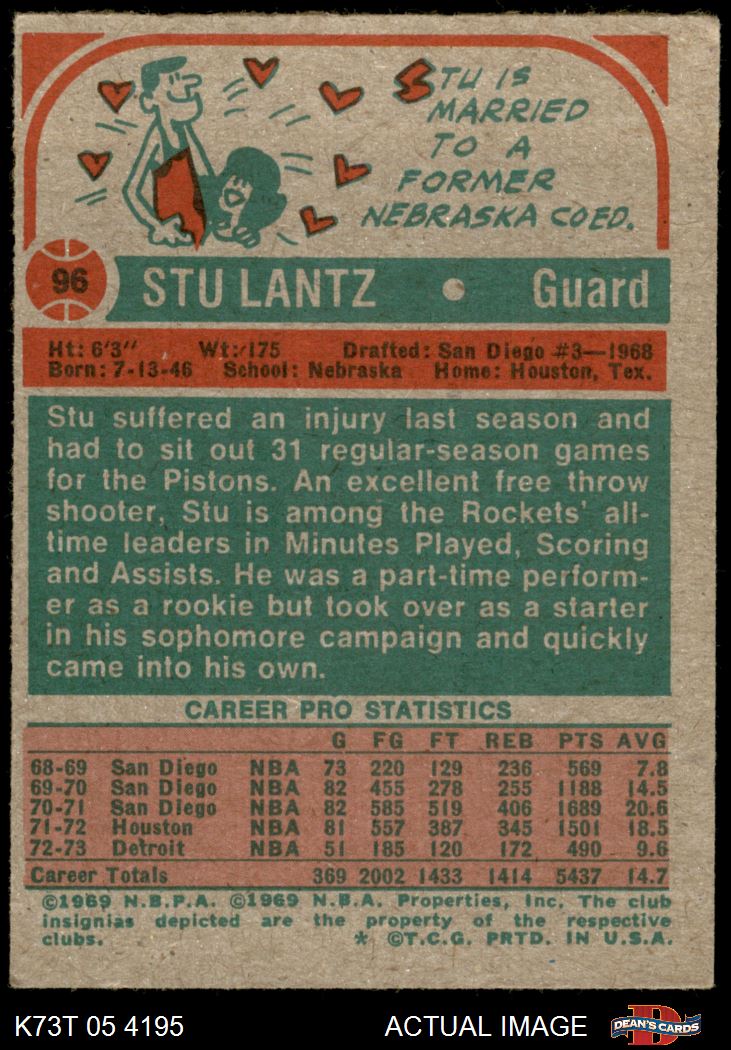 STU IS
MARRIED
TO A
FORMER
NEBRASKA COED.
96 STU LANTZ • Guard
Ht: 6'3" Wt: 175 Drafted: San Diego #3—1968
Born: 7-13-46 School: Nebraska Home: Houston, Tex.
Stu suffered an injury last season and
had to sit out 31 regular-season games
for the Pistons. An excellent free throw
shooter, Stu is among the Rockets' all-
time leaders in Minutes Played, Scoring
and Assists. He was a part-time perform-
er as a rookie but took over as a starter
in his sophomore campaign and quickly
came into his own.
CAREER PRO STATISTICS
G FG FT REB PTS AVG
68-69 San Diego NBA 73 220 129 236 569 7.8
69-70 San Diego NBA 82 455 278 255 1188 14.5
70-71 San Diego NBA 82 585 519 406 1689 20.6
71-72 Houston NBA 81 557 387 345 1501 18.5
72-73 Detroit NBA 51 185 120 172 490 9.6
Career Totals 369 2002 1433 1414 5437 14.7
©1969 N.B.P.A. ©1969 N.B.A. Properties, Inc. The club
insignias depicted are the property of the respective
clubs. * ©T.C.G. PRTD. IN U.S.A.
K73T 05 4195 ACTUAL IMAGE D DEAN'S CARDS